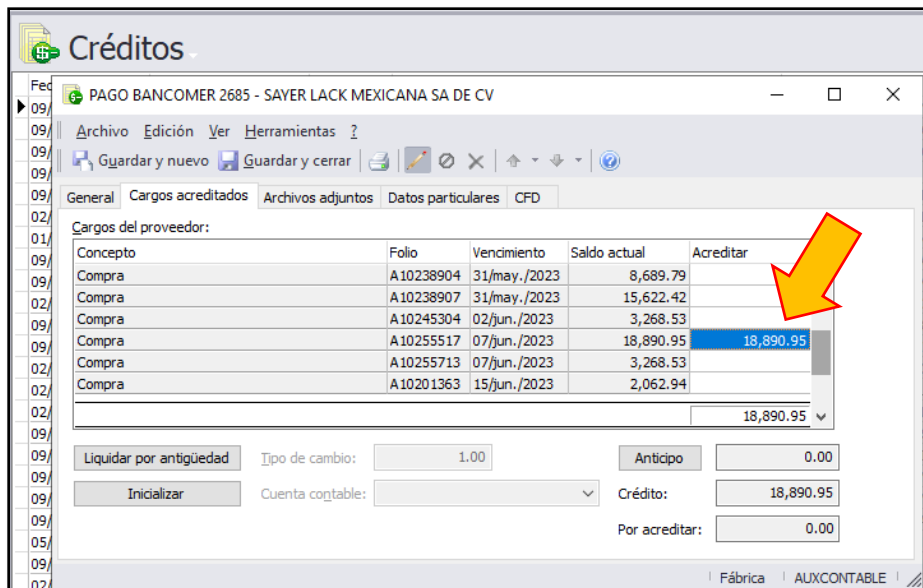 Créditos
Fec
PAGO BANCOMER 2685 - SAYER LACK MEXICANA SA DE CV
09/
09/ Archivo Edición Ver Herramientas ?
09/ Guardar y nuevo Guardar y cerrar
09/
09/ General Cargos acreditados Archivos adjuntos Datos particulares CFD
02/
01/ Cargos del proveedor:
09/ Concepto Folio Vencimiento Saldo actual Acreditar
09/ Compra A10238904 31/may./2023 8,689.79
02/ Compra A10238907 31/may./2023 15,622.42
09/ Compra A10245304 02/jun./2023 3,268.53
09/ Compra A10255517 07/jun./2023 18,890.95 18,890.95
02/ Compra A10255713 07/jun./2023 3,268.53
02/ Compra A10201363 15/jun./2023 2,062.94
02/ 18,890.95
09/
09/ Liquidar por antigüedad Tipo de cambio: 1.00 Anticipo 0.00
09/
09/ Inicializar Cuenta contable: Crédito: 18,890.95
09/
05/ Por acreditar: 0.00
09/
02/ Fábrica AUXCONTABLE